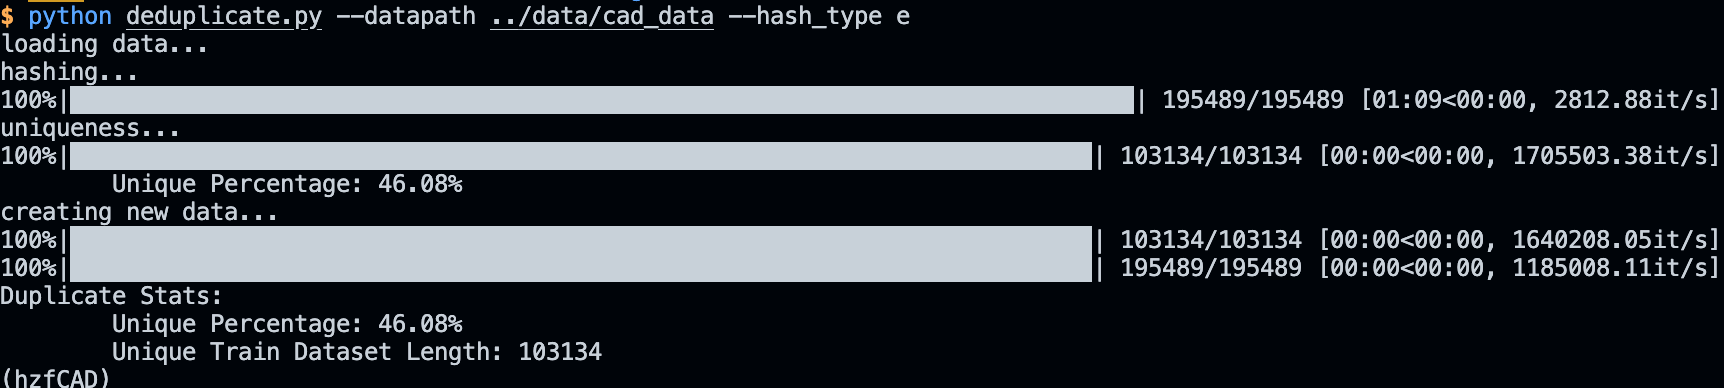 $ python deduplicate.py --datapath ../data/cad_data --hash_type e
loading data...
hashing...
100%|| 195489/195489 [01:09<00:00, 2812.88it/s]
uniqueness...
100%|| 103134/103134 [00:00<00:00, 1705503.38it/s]
Unique Percentage: 46.08%
creating new data...
100%|| 103134/103134 [00:00<00:00, 1640208.05it/s]
100%|| 195489/195489 [00:00<00:00, 1185008.11it/s]
Duplicate Stats:
Unique Percentage: 46.08%
Unique Train Dataset Length: 103134
(hzfCAD)